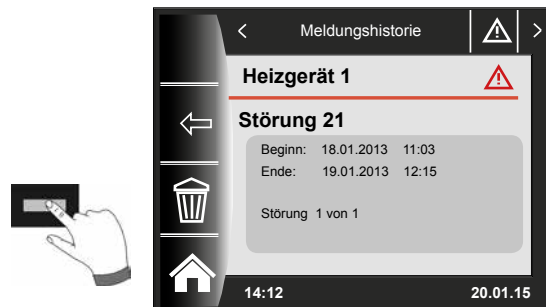 Meldungshistorie
Heizgerät 1
Störung 21
Beginn: 18.01.2013 11:03
Ende: 19.01.2013 12:15
Störung 1 von 1
14:12 20.01.15